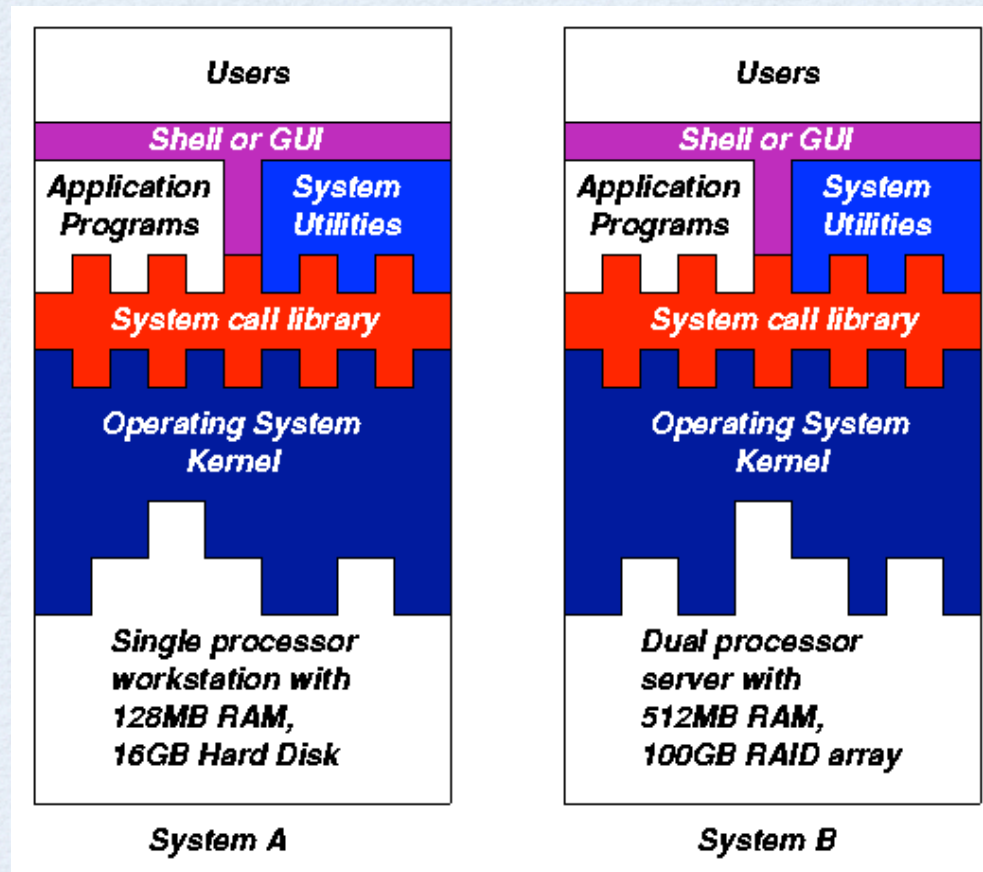 Users
Shell or GUI
Application
Programs
System
Utilities
System call library
Operating System
Kernel
Single processor
workstation with
128MB RAM,
16GB Hard Disk
System A
Users
Shell or GUI
Application
Programs
System
Utilities
System call library
Operating System
Kernel
Dual processor
server with
512MB RAM,
100GB RAID array
System B